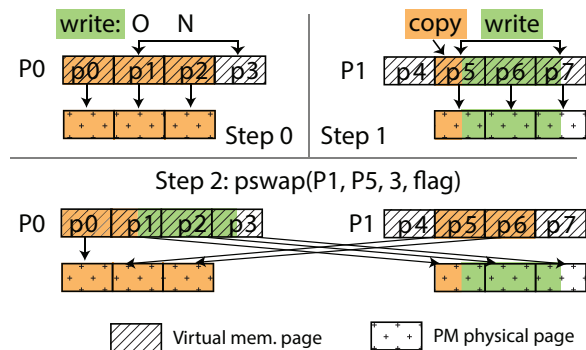 write: O N
P0 p0 p1 p2 p3
Step 0
copy write
P1 p4 p5 p6 p7
Step 1
Step 2: pswap(P1, P5, 3, flag)
P0 p0 p1 p2 p3
P1 p4 p5 p6 p7
Virtual mem. page
PM physical page